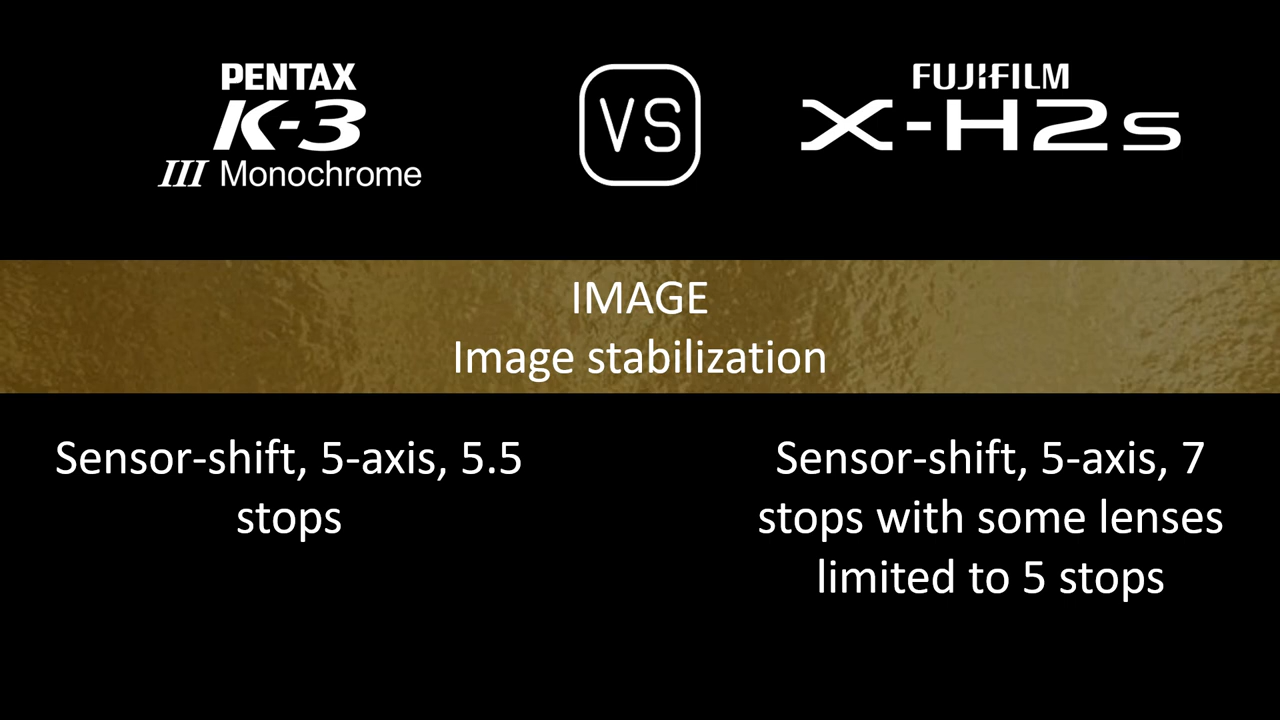 PENTAX
K-3
III Monochrome
VS
FUJIFILM
X-H2s
IMAGE
Image stabilization
Sensor-shift, 5-axis, 5.5
stops
Sensor-shift, 5-axis, 7
stops with some lenses
limited to 5 stops